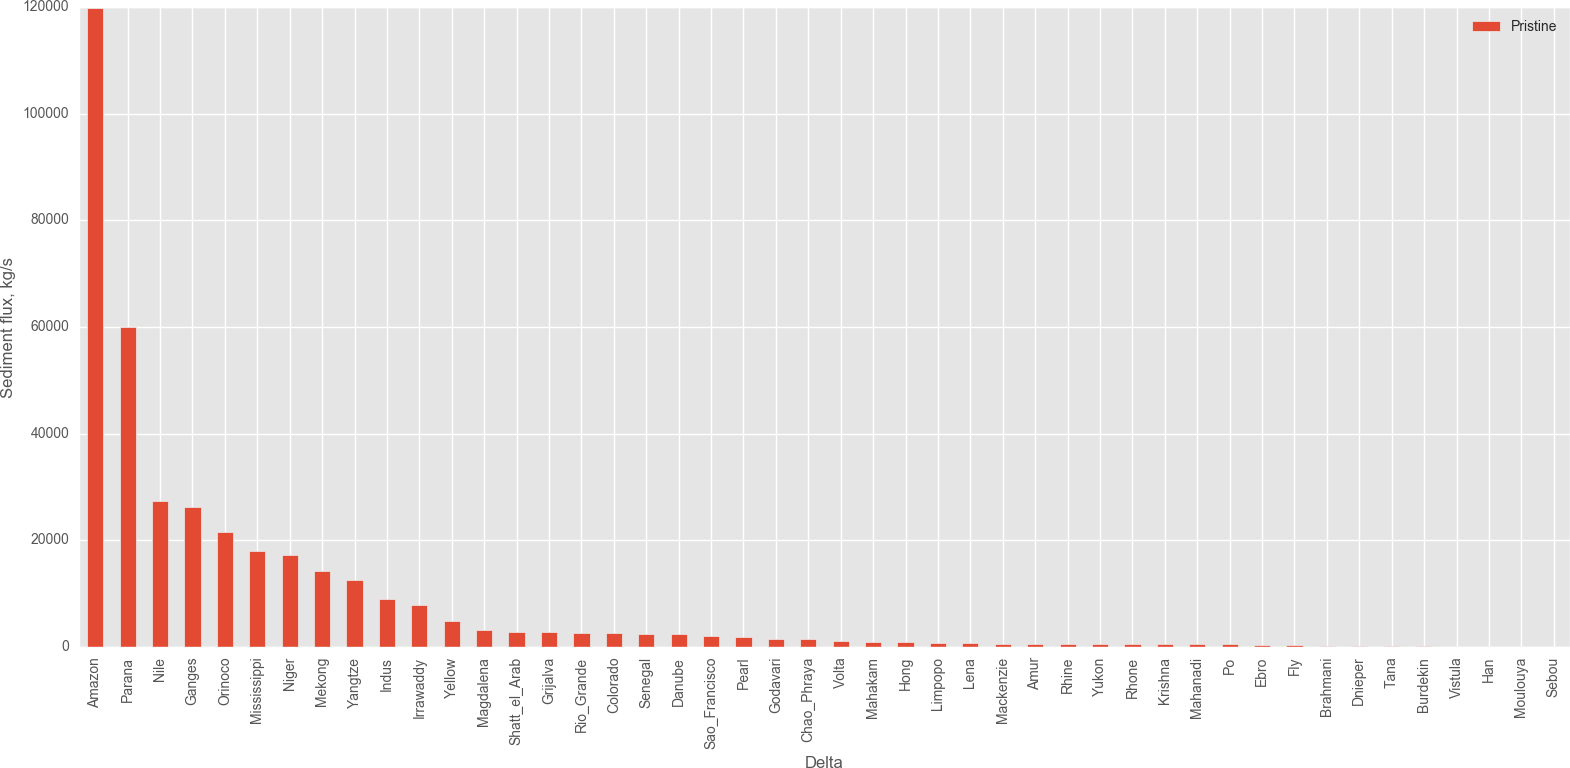 120000
100000
80000
60000
40000
20000
0
Sediment flux, kg/s
Pristine
Amazon
Parana
Nile
Ganges
Orinoco
Mississippi
Niger
Mekong
Yangtze
Indus
Irrawaddy
Yellow
Magdalena
Shatt_el_Arab
Grijalva
Rio_Grande
Colorado
Senegal
Danube
Sao_Francisco
Pearl
Godavari
Chao_Phraya
Volta
Mahakam
Hong
Limpopo
Lena
Mackenzie
Amur
Rhine
Yukon
Rhone
Krishna
Mahanadi
Po
Ebro
Fly
Brahmani
Dnieper
Tana
Burdekin
Vistula
Han
Moulouya
Sebou
Delta